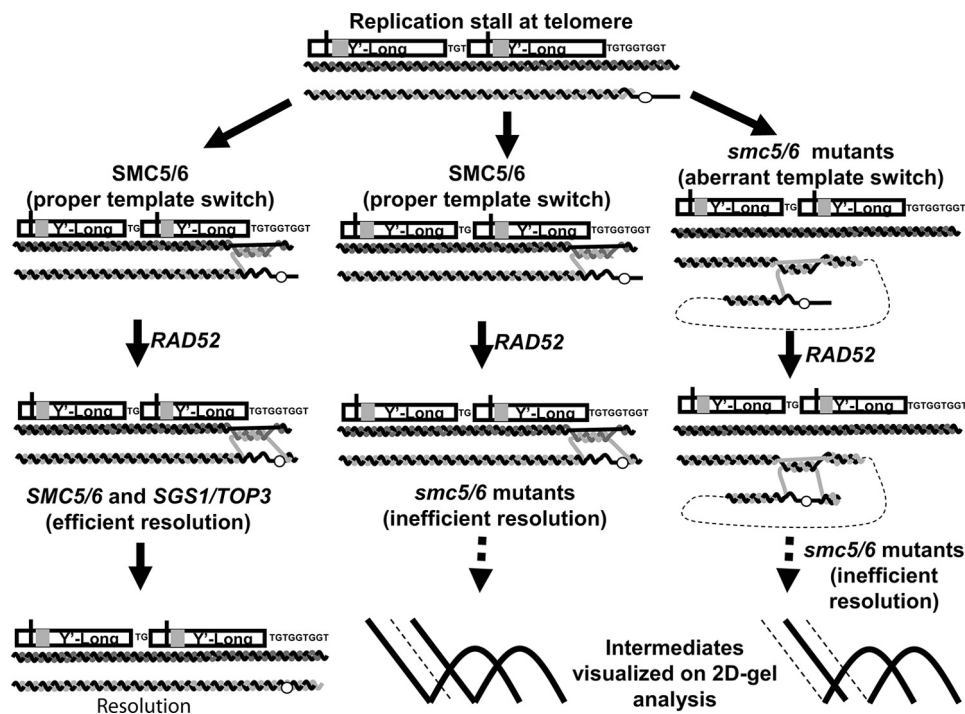 Replication stall at telomere
Y'-Long TGT Y'-Long TGTGGTGGT
SMC5/6
(proper template switch)
Y'-Long TG Y'-Long TGTGGTGGT
RAD52
Y'-Long TG Y'-Long TGTGGTGGT
SMC5/6 and SGS1/TOP3
(efficient resolution)
Y'-Long TG Y'-Long TGTGGTGGT
Resolution
SMC5/6
(proper template switch)
Y'-Long TG Y'-Long TGTGGTGGT
RAD52
Y'-Long TG Y'-Long TGTGGTGGT
smc5/6 mutants
(inefficient resolution)
smc5/6 mutants
(aberrant template switch)
Y'-Long TG Y'-Long TGTGGTGGT
RAD52
Y'-Long TG Y'-Long TGTGGTGGT
smc5/6 mutants
(inefficient
resolution)
Intermediates
visualized on 2D-gel
analysis